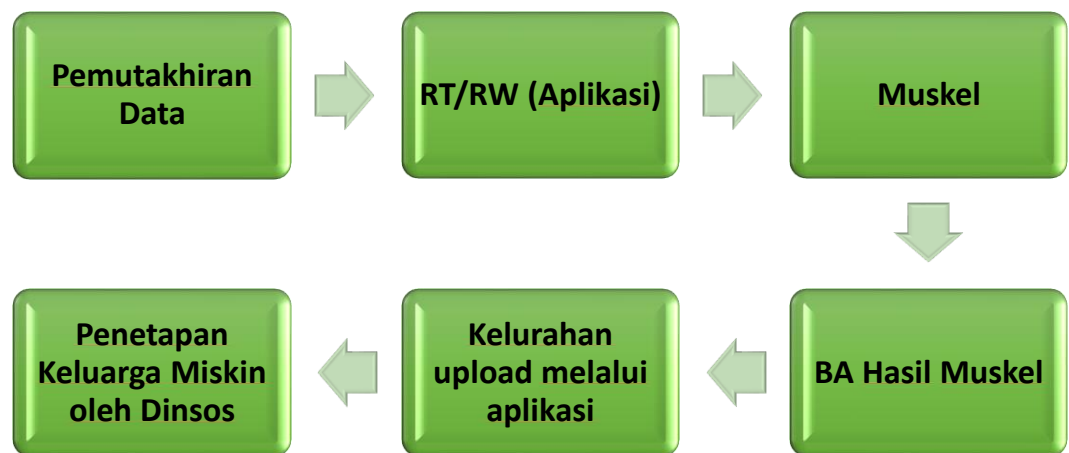 Pemutakhiran
Data
RT/RW (Aplikasi)
Muskel
BA Hasil Muskel
Kelurahan
upload melalui
aplikasi
Penetapan
Keluarga Miskin
oleh Dinsos